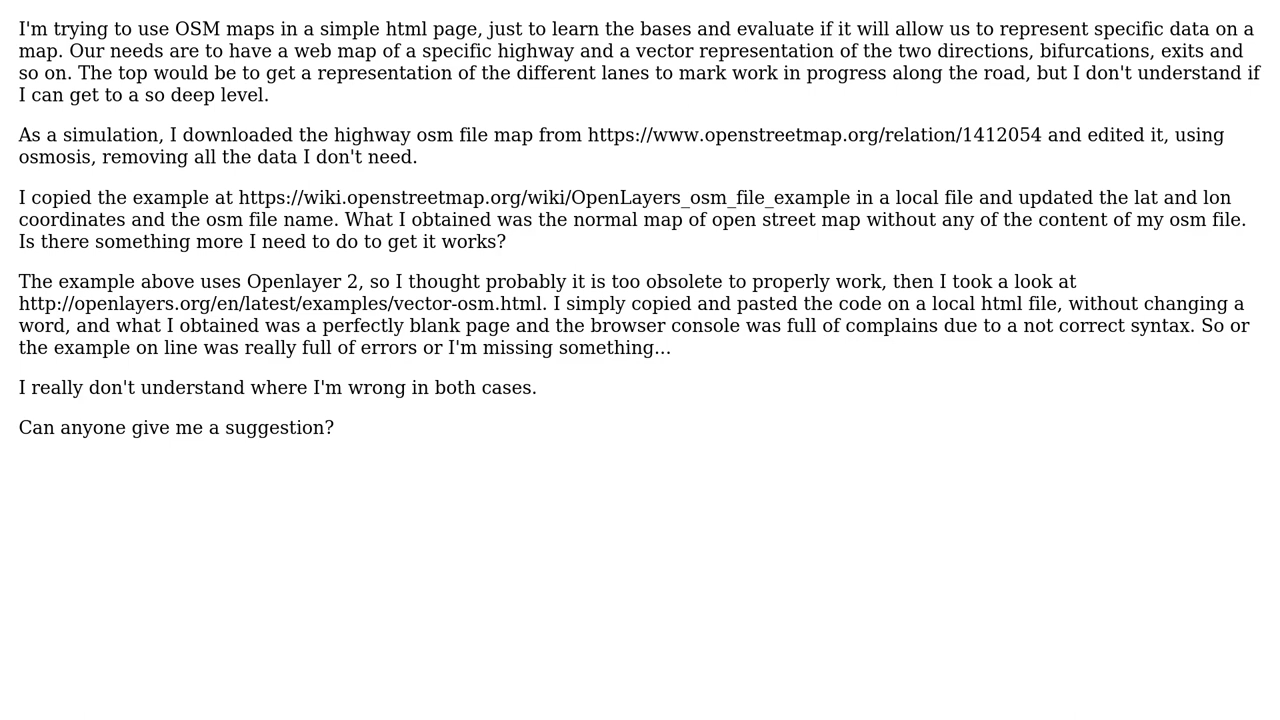 I'm trying to use OSM maps in a simple html page, just to learn the bases and evaluate if it will allow us to represent specific data on a
map. Our needs are to have a web map of a specific highway and a vector representation of the two directions, bifurcations, exits and
so on. The top would be to get a representation of the different lanes to mark work in progress along the road, but I don't understand if
I can get to a so deep level.
As a simulation, I downloaded the highway osm file map from https://www.openstreetmap.org/relation/1412054 and edited it, using
osmosis, removing all the data I don't need.
I copied the example at https://wiki.openstreetmap.org/wiki/OpenLayers_osm_file_example in a local file and updated the lat and lon
coordinates and the osm file name. What I obtained was the normal map of open street map without any of the content of my osm file.
Is there something more I need to do to get it works?
The example above uses Openlayer 2, so I thought probably it is too obsolete to properly work, then I took a look at
http://openlayers.org/en/latest/examples/vector-osm.html. I simply copied and pasted the code on a local html file, without changing a
word, and what I obtained was a perfectly blank page and the browser console was full of complains due to a not correct syntax. So or
the example on line was really full of errors or I'm missing something...
I really don't understand where I'm wrong in both cases.
Can anyone give me a suggestion?